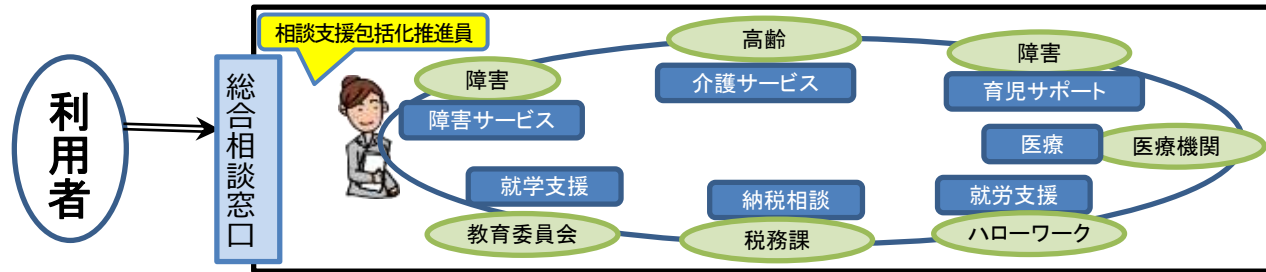 利用者
総合相談窓口
相談支援包括化推進員
障害
障害サービス
高齢
介護サービス
障害
育児サポート
医療
医療機関
就学支援
教育委員会
納税相談
税務課
就労支援
ハローワーク